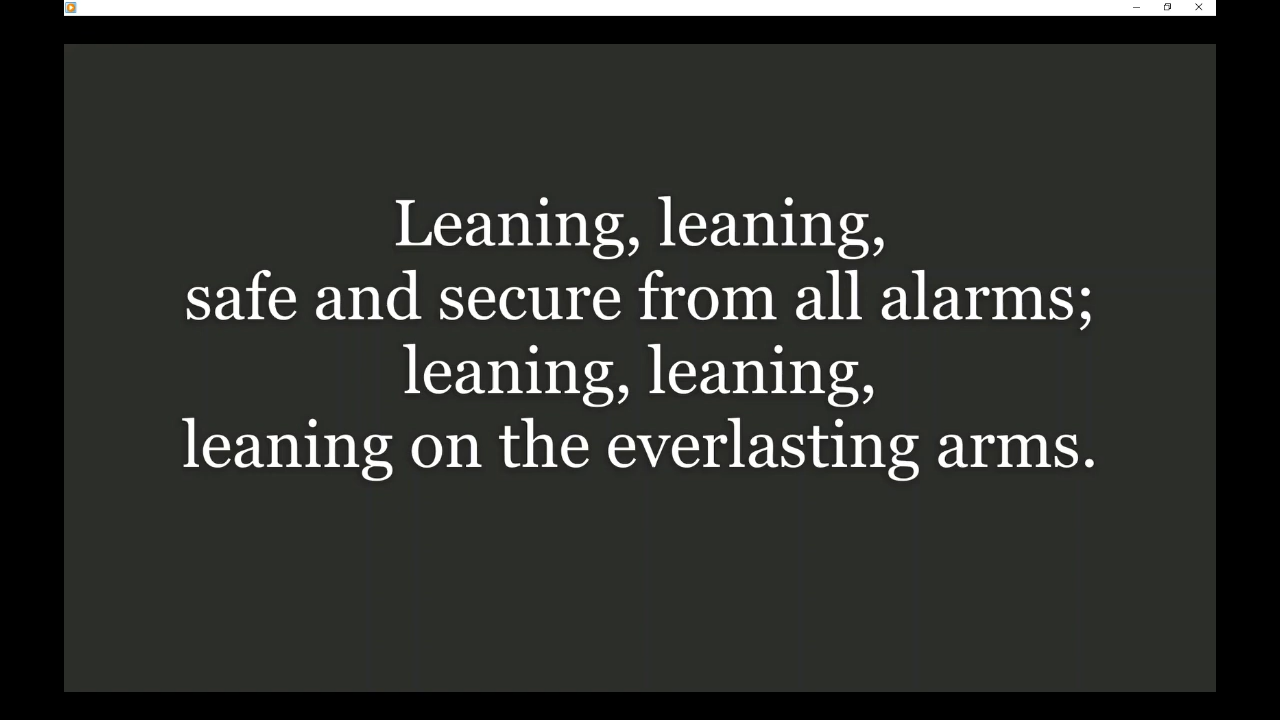 Leaning, leaning,
safe and secure from all alarms;
leaning, leaning,
leaning on the everlasting arms.